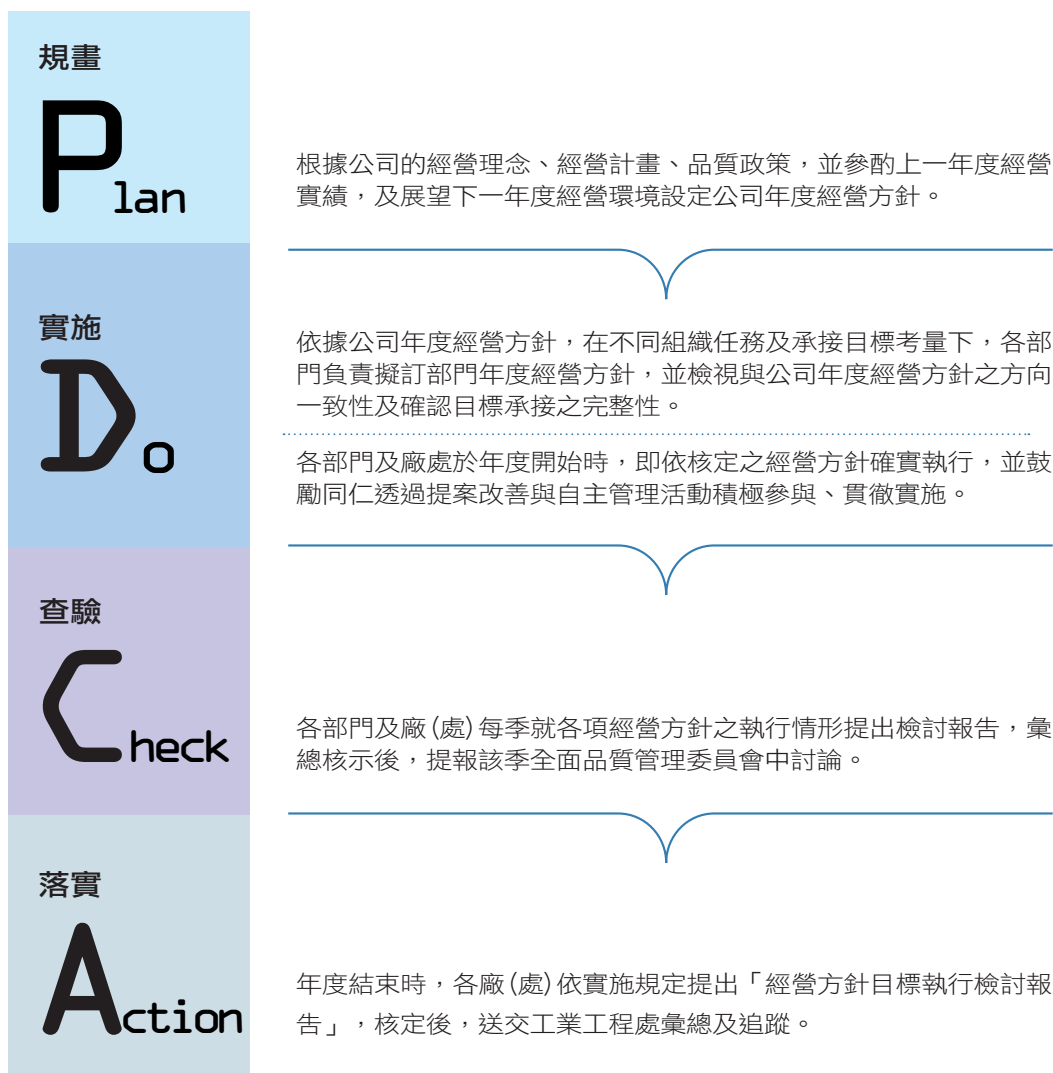 規畫
Plan
根據公司的經營理念、經營計畫、品質政策，並參酌上一年度經營
實績，及展望下一年度經營環境設定公司年度經營方針。
實施
Do
依據公司年度經營方針，在不同組織任務及承接目標考量下，各部
門負責擬訂部門年度經營方針，並檢視與公司年度經營方針之方向
一致性及確認目標承接之完整性。
各部門及廠處於年度開始時，即依核定之經營方針確實執行，並鼓
勵同仁透過提案改善與自主管理活動積極參與、貫徹實施。
查驗
Check
各部門及廠(處)每季就各項經營方針之執行情形提出檢討報告，彙
總核示後，提報該季全面品質管理委員會中討論。
落實
Action
年度結束時，各廠(處)依實施規定提出「經營方針目標執行檢討報
告」，核定後，送交工業工程處彙總及追蹤。